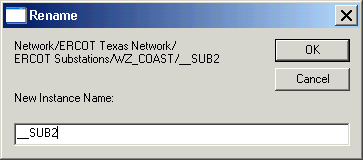 Rename
Network/ERCOT Texas Network/
ERCOT Substations/WZ_COAST/__SUB2
OK
Cancel
New Instance Name:
__SUB2